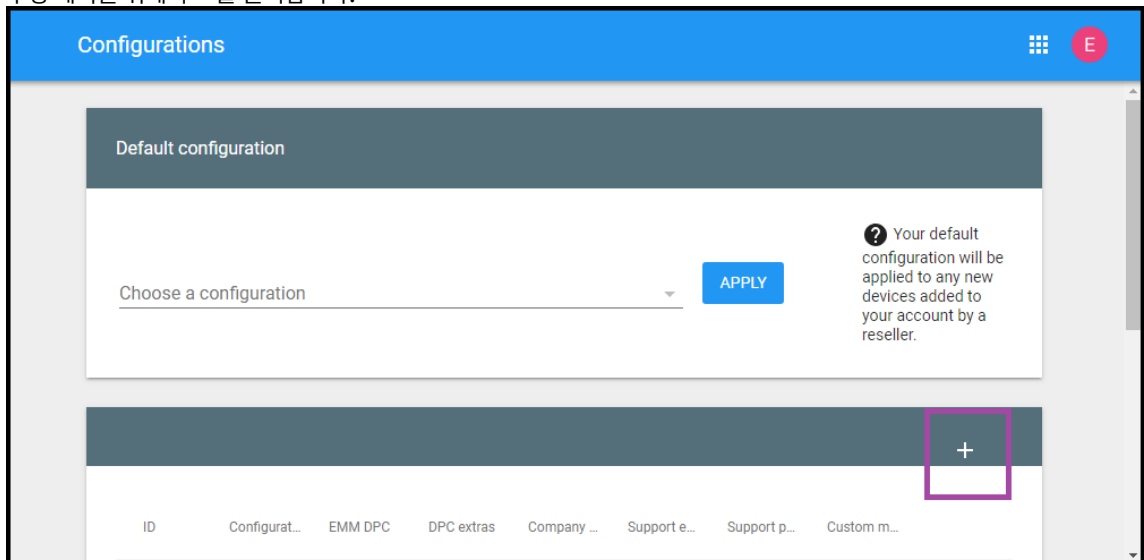 Configurations
E
Default configuration
Your default
configuration will be
applied to any new
devices added to
your account by a
reseller.
Choose a configuration
APPLY
+
ID Configurat... EMM DPC DPC extras Company ... Support e... Support p... Custom m...